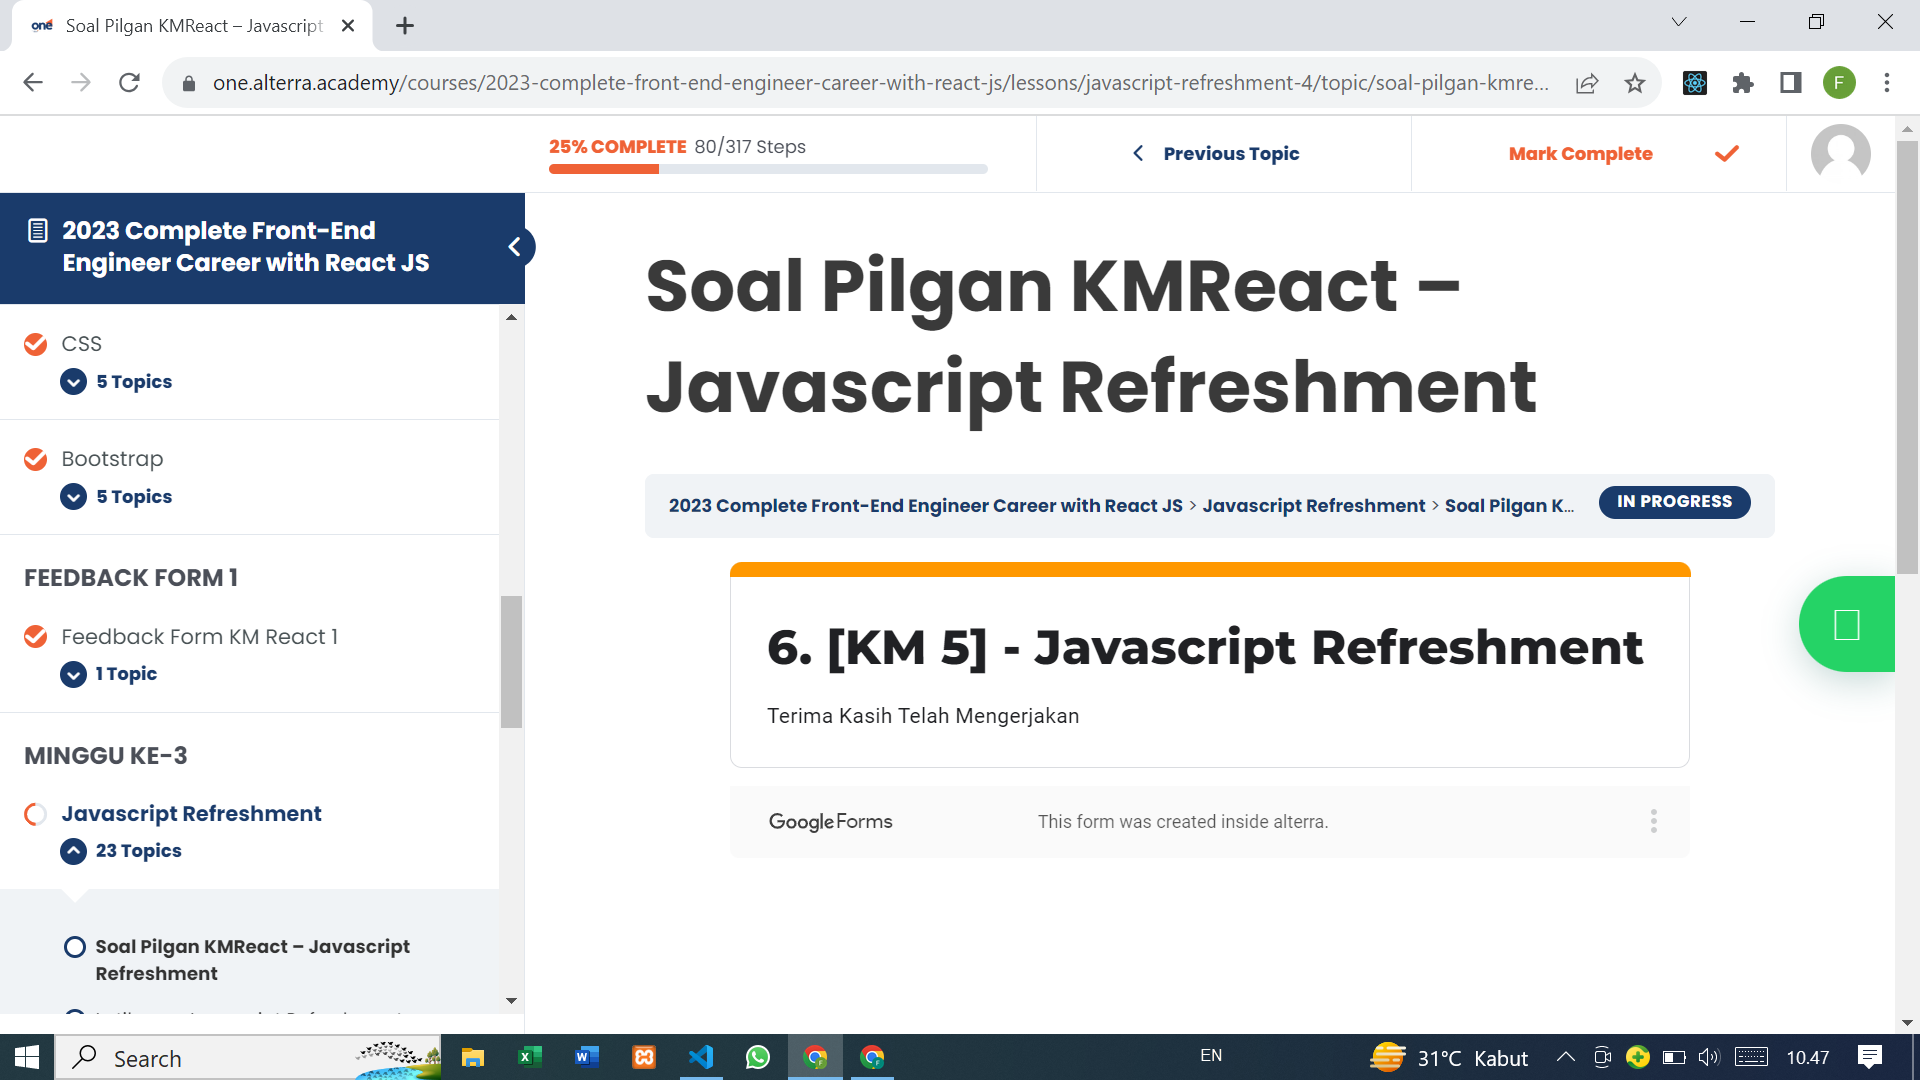 one Soal Pilgan KMReact – Javascript
one.alterra.academy/courses/2023-complete-front-end-engineer-career-with-react-js/lessons/javascript-refreshment-4/topic/soal-pilgan-kmre...
F
25% COMPLETE 80/317 Steps
Previous Topic
Mark Complete
2023 Complete Front-End
Engineer Career with React JS
CSS
5 Topics
Bootstrap
5 Topics
FEEDBACK FORM 1
Feedback Form KM React 1
1 Topic
MINGGU KE-3
Javascript Refreshment
23 Topics
Soal Pilgan KMReact – Javascript
Refreshment
Soal Pilgan KMReact –
Javascript Refreshment
2023 Complete Front-End Engineer Career with React JS > Javascript Refreshment > Soal Pilgan K...
IN PROGRESS
6. [KM 5] - Javascript Refreshment
Terima Kasih Telah Mengerjakan
Google Forms
This form was created inside alterra.
Search
EN
31°C Kabut
10.47